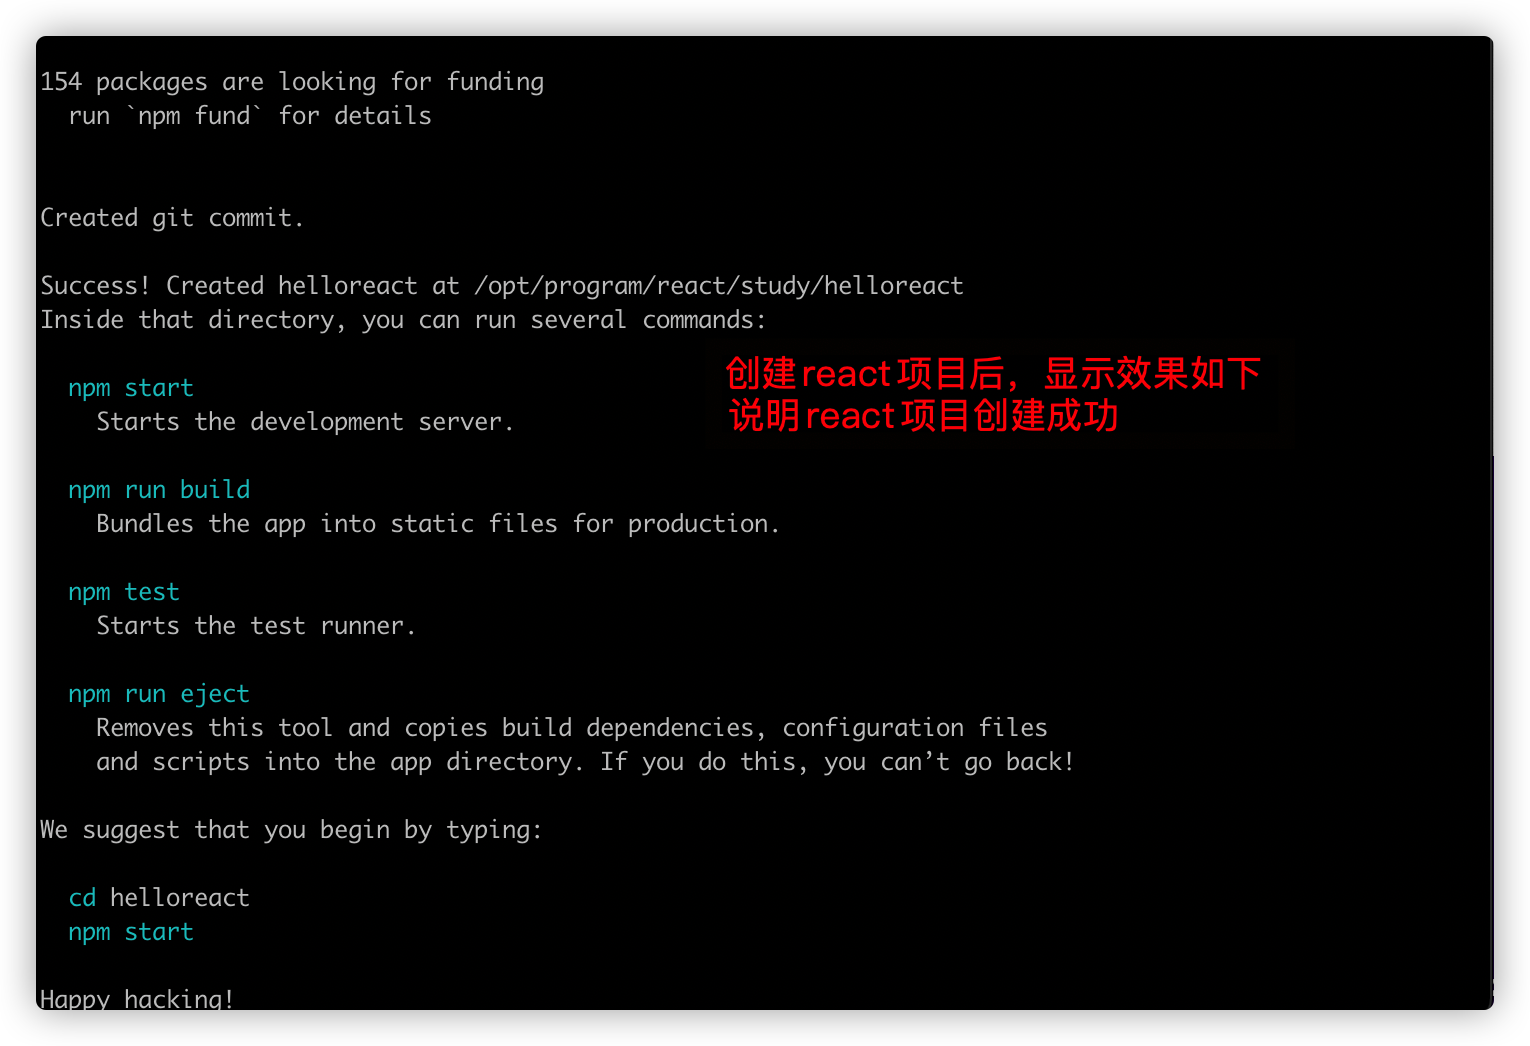 154 packages are looking for funding
run `npm fund` for details
Created git commit.
Success! Created helloreact at /opt/program/react/study/helloreact
Inside that directory, you can run several commands:
创建react项目后，显示效果如下
说明react项目创建成功
npm start
Starts the development server.
npm run build
Bundles the app into static files for production.
npm test
Starts the test runner.
npm run eject
Removes this tool and copies build dependencies, configuration files
and scripts into the app directory. If you do this, you can’t go back!
We suggest that you begin by typing:
cd helloreact
npm start
Happy hacking!